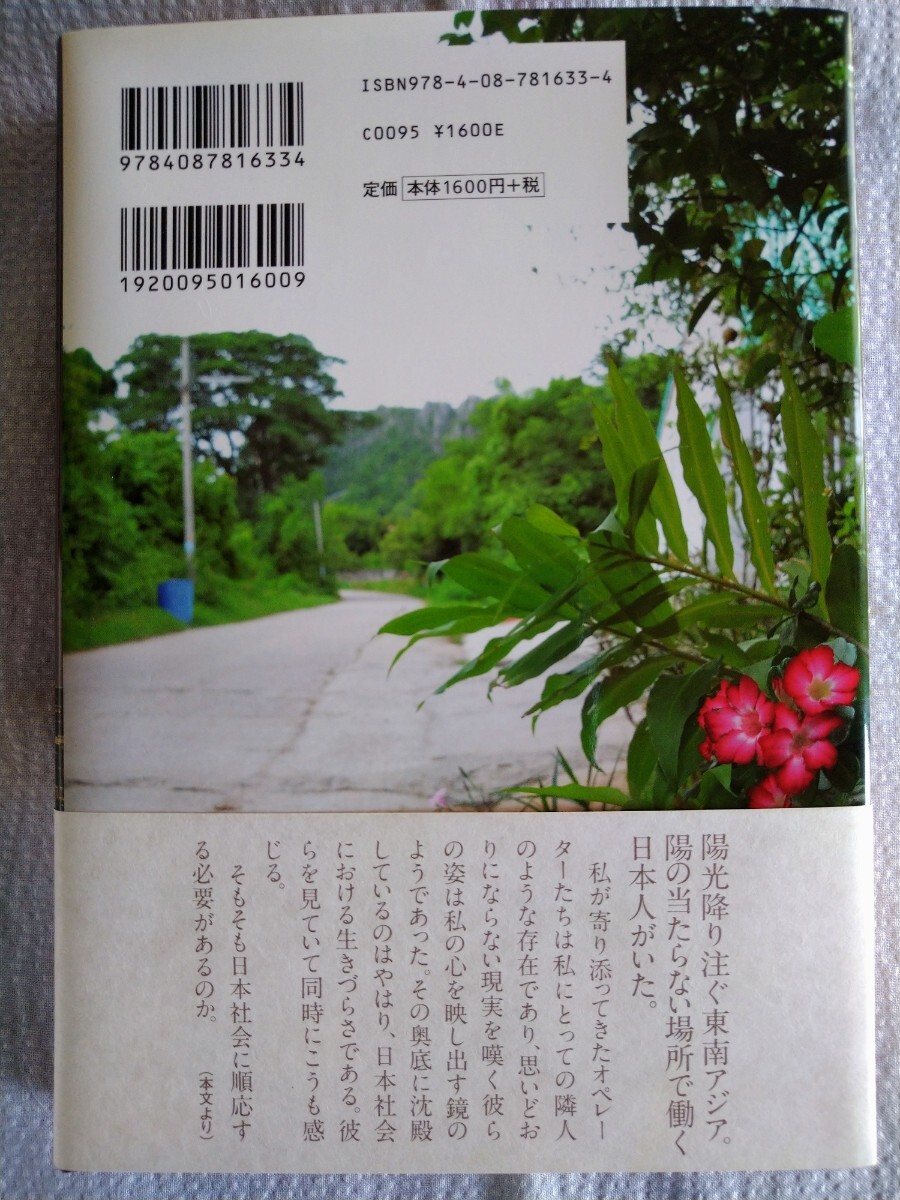 ISBN978-4-08-781633-4
C0095 ¥1600E
定価 本体1600円+税
9784087816334
1920095016009
陽光降り注ぐ東南アジア。
陽の当たらない場所で働く
日本人がいた。
私が寄り添ってきたオペレー
ターたちは私にとっての隣人
のような存在であり、思いどお
りにならない現実を嘆く彼ら
の姿は私の心を映し出す鏡の
ようであった。その奥底に沈殿
しているのはやはり、日本社会
における生きづらさである。彼
らを見ていて同時にこうも感
じる。
そもそも日本社会に順応す
る必要があるのか。
(本文より)